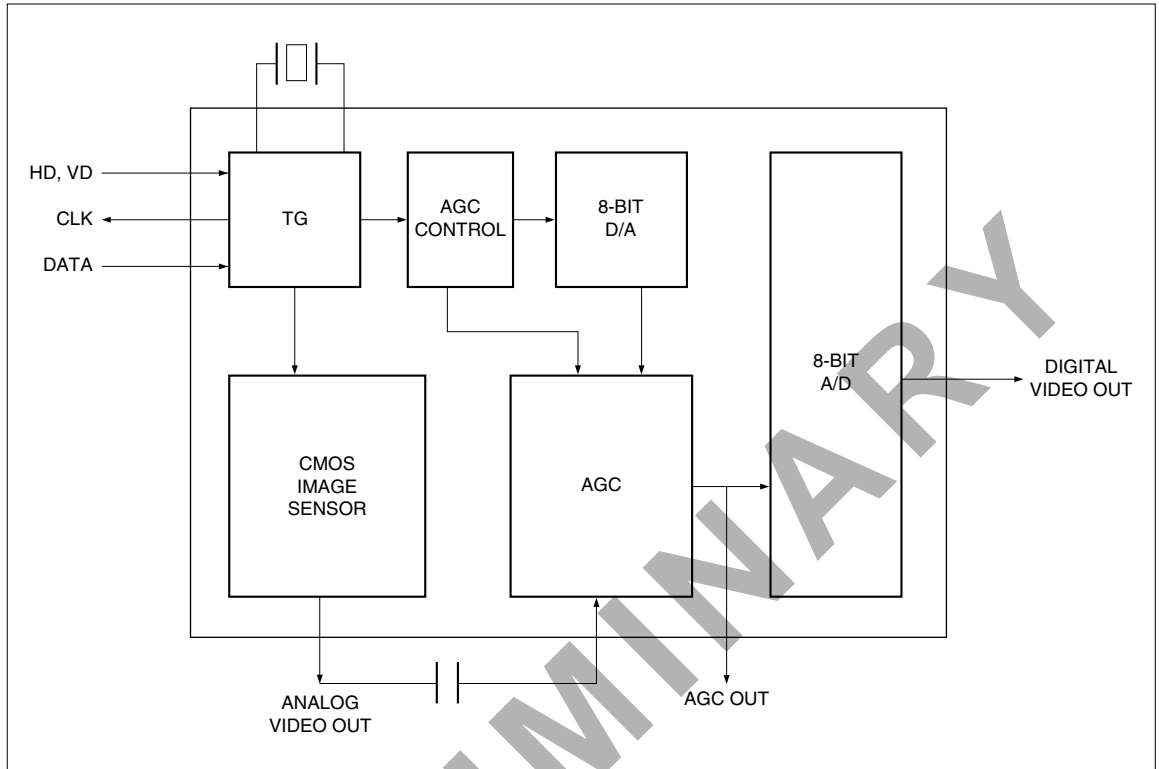 HD, VD
CLK
DATA
TG
AGC
CONTROL
8-BIT
D/A
8-BIT
A/D
DIGITAL
VIDEO OUT
CMOS
IMAGE
SENSOR
AGC
ANALOG
VIDEO OUT
AGC OUT
IMINARY